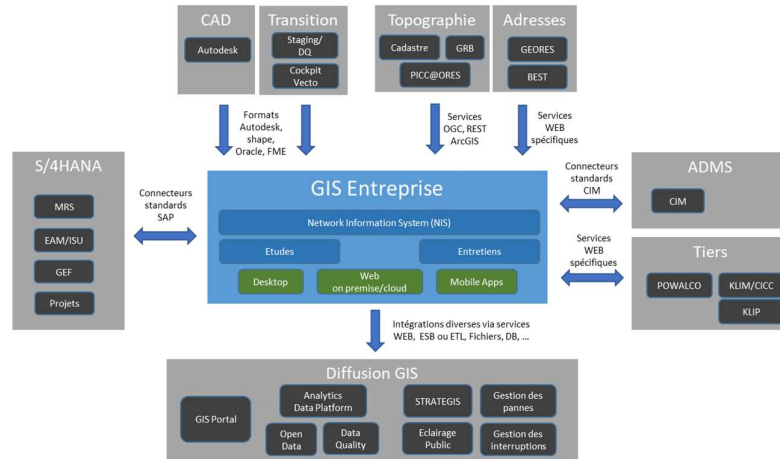 CAD
Autodesk
Transition
Staging/
DQ
Cockpit
Vecto
Topographie
Cadastre
GRB
PICC@ORES
Adresses
GEORES
BEST
Formats
Autodesk,
shape,
Oracle, FME
Services
OGC, REST
ArcGIS
Services
WEB
spécifiques
S/4HANA
MRS
EAM/ISU
GEF
Projets
Connecteurs
standards
SAP
GIS Entreprise
Network Information System (NIS)
Etudes
Entretiens
Desktop
Web
on premise/cloud
Mobile Apps
Connecteurs
standards
CIM
ADMS
CIM
Services
WEB
spécifiques
Tiers
POWALCO
KLIM/CICC
KLIP
Intégrations diverses via services
WEB, ESB ou ETL, Fichiers, DB, ...
Diffusion GIS
GIS Portal
Analytics
Data Platform
Open
Data
Data
Quality
STRATEGIS
Eclairage
Public
Gestion des
pannes
Gestion des
interruptions